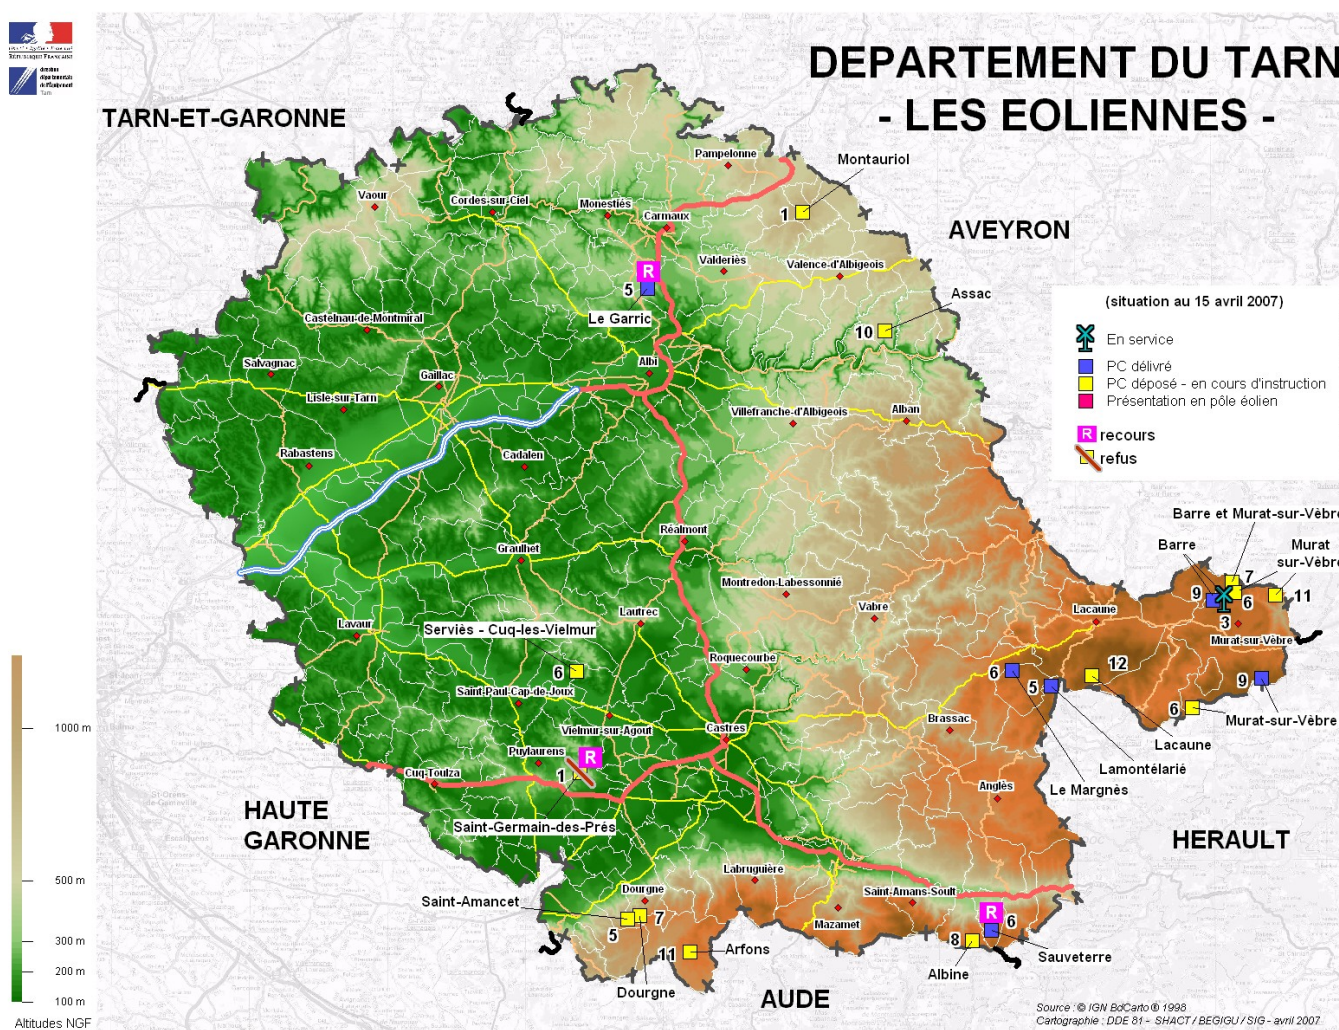 DEPARTEMENT DU TARN
- LES EOLIENNES -
RÉPUBLIQUE FRANÇAISE
direction
départementale
de l'Équipement
Tarn
TARN-ET-GARONNE
AVEYRON
HERAULT
AUDE
HAUTE
GARONNE
(situation au 15 avril 2007)
En service
PC délivré
PC déposé - en cours d'instruction
Présentation en pôle éolien
R recours
refus
Pampelonne
Montauriol
1
Vaour
Cordes-sur-Ciel
Monestiés
Carmaux
R
5
Le Garric
Valderiès
Valence-d'Albigeois
Assac
10
Castelnau-de-Montmiral
Salvagnac
Gaillac
Albi
Lisle-sur-Tarn
Villefranche-d'Albigeois
Alban
Rabastens
Cadalen
Réalmont
Graulhet
Barre et Murat-sur-Vèbre
Barre
Murat
sur-Vèbre
7
9
6
11
3
Murat-sur-Vèbre
Montredon-Labessonnié
Lautrec
Vabre
Lacaune
Lavaur
Serviès - Cuq-les-Vielmur
6
Roquecourbe
Saint-Paul-Cap-de-Joux
6
5
12
9
6
Murat-sur-Vèbre
Lacaune
Lamontélarié
Le Margnès
Vielmur-sur-Agout
Castres
Brassac
Puylaurens
R
1
Cuq-Toulza
Saint-Germain-des-Prés
Anglès
Labruguière
Dourgne
Saint-Amancet
5
7
Saint-Amans-Soult
Mazamet
R
6
8
Sauveterre
Albine
11
Arfons
Dourgne
1000 m
500 m
300 m
200 m
100 m
Altitudes NGF
Source : © IGN BdCarto ® 1998
Cartographie : DDE 81 - SHACT / BEGIGU / SIG - avril 2007